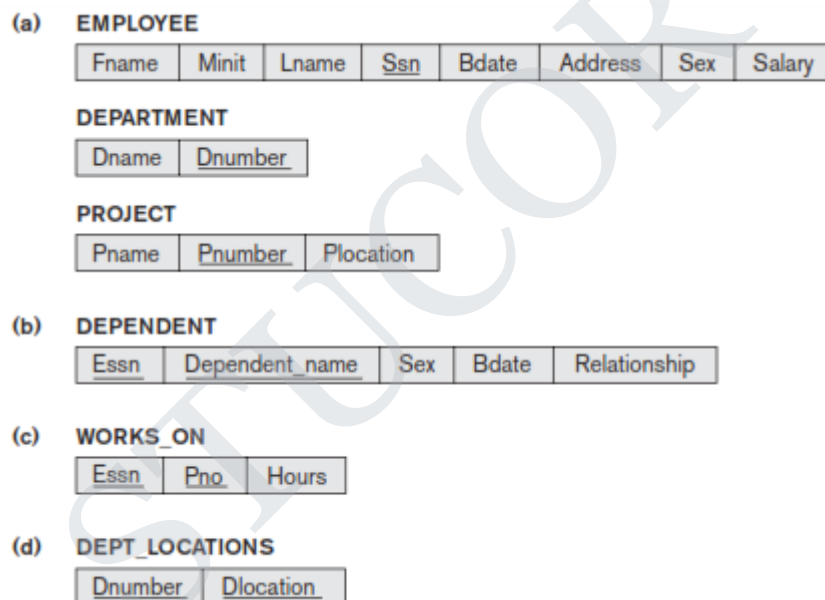 (a) EMPLOYEE
Fname Minit Lname Ssn Bdate Address Sex Salary
DEPARTMENT
Dname Dnumber
PROJECT
Pname Pnumber Plocation
(b) DEPENDENT
Essn Dependent_name Sex Bdate Relationship
(c) WORKS_ON
Essn Pno Hours
(d) DEPT_LOCATIONS
Dnumber Dlocation
STUCOR